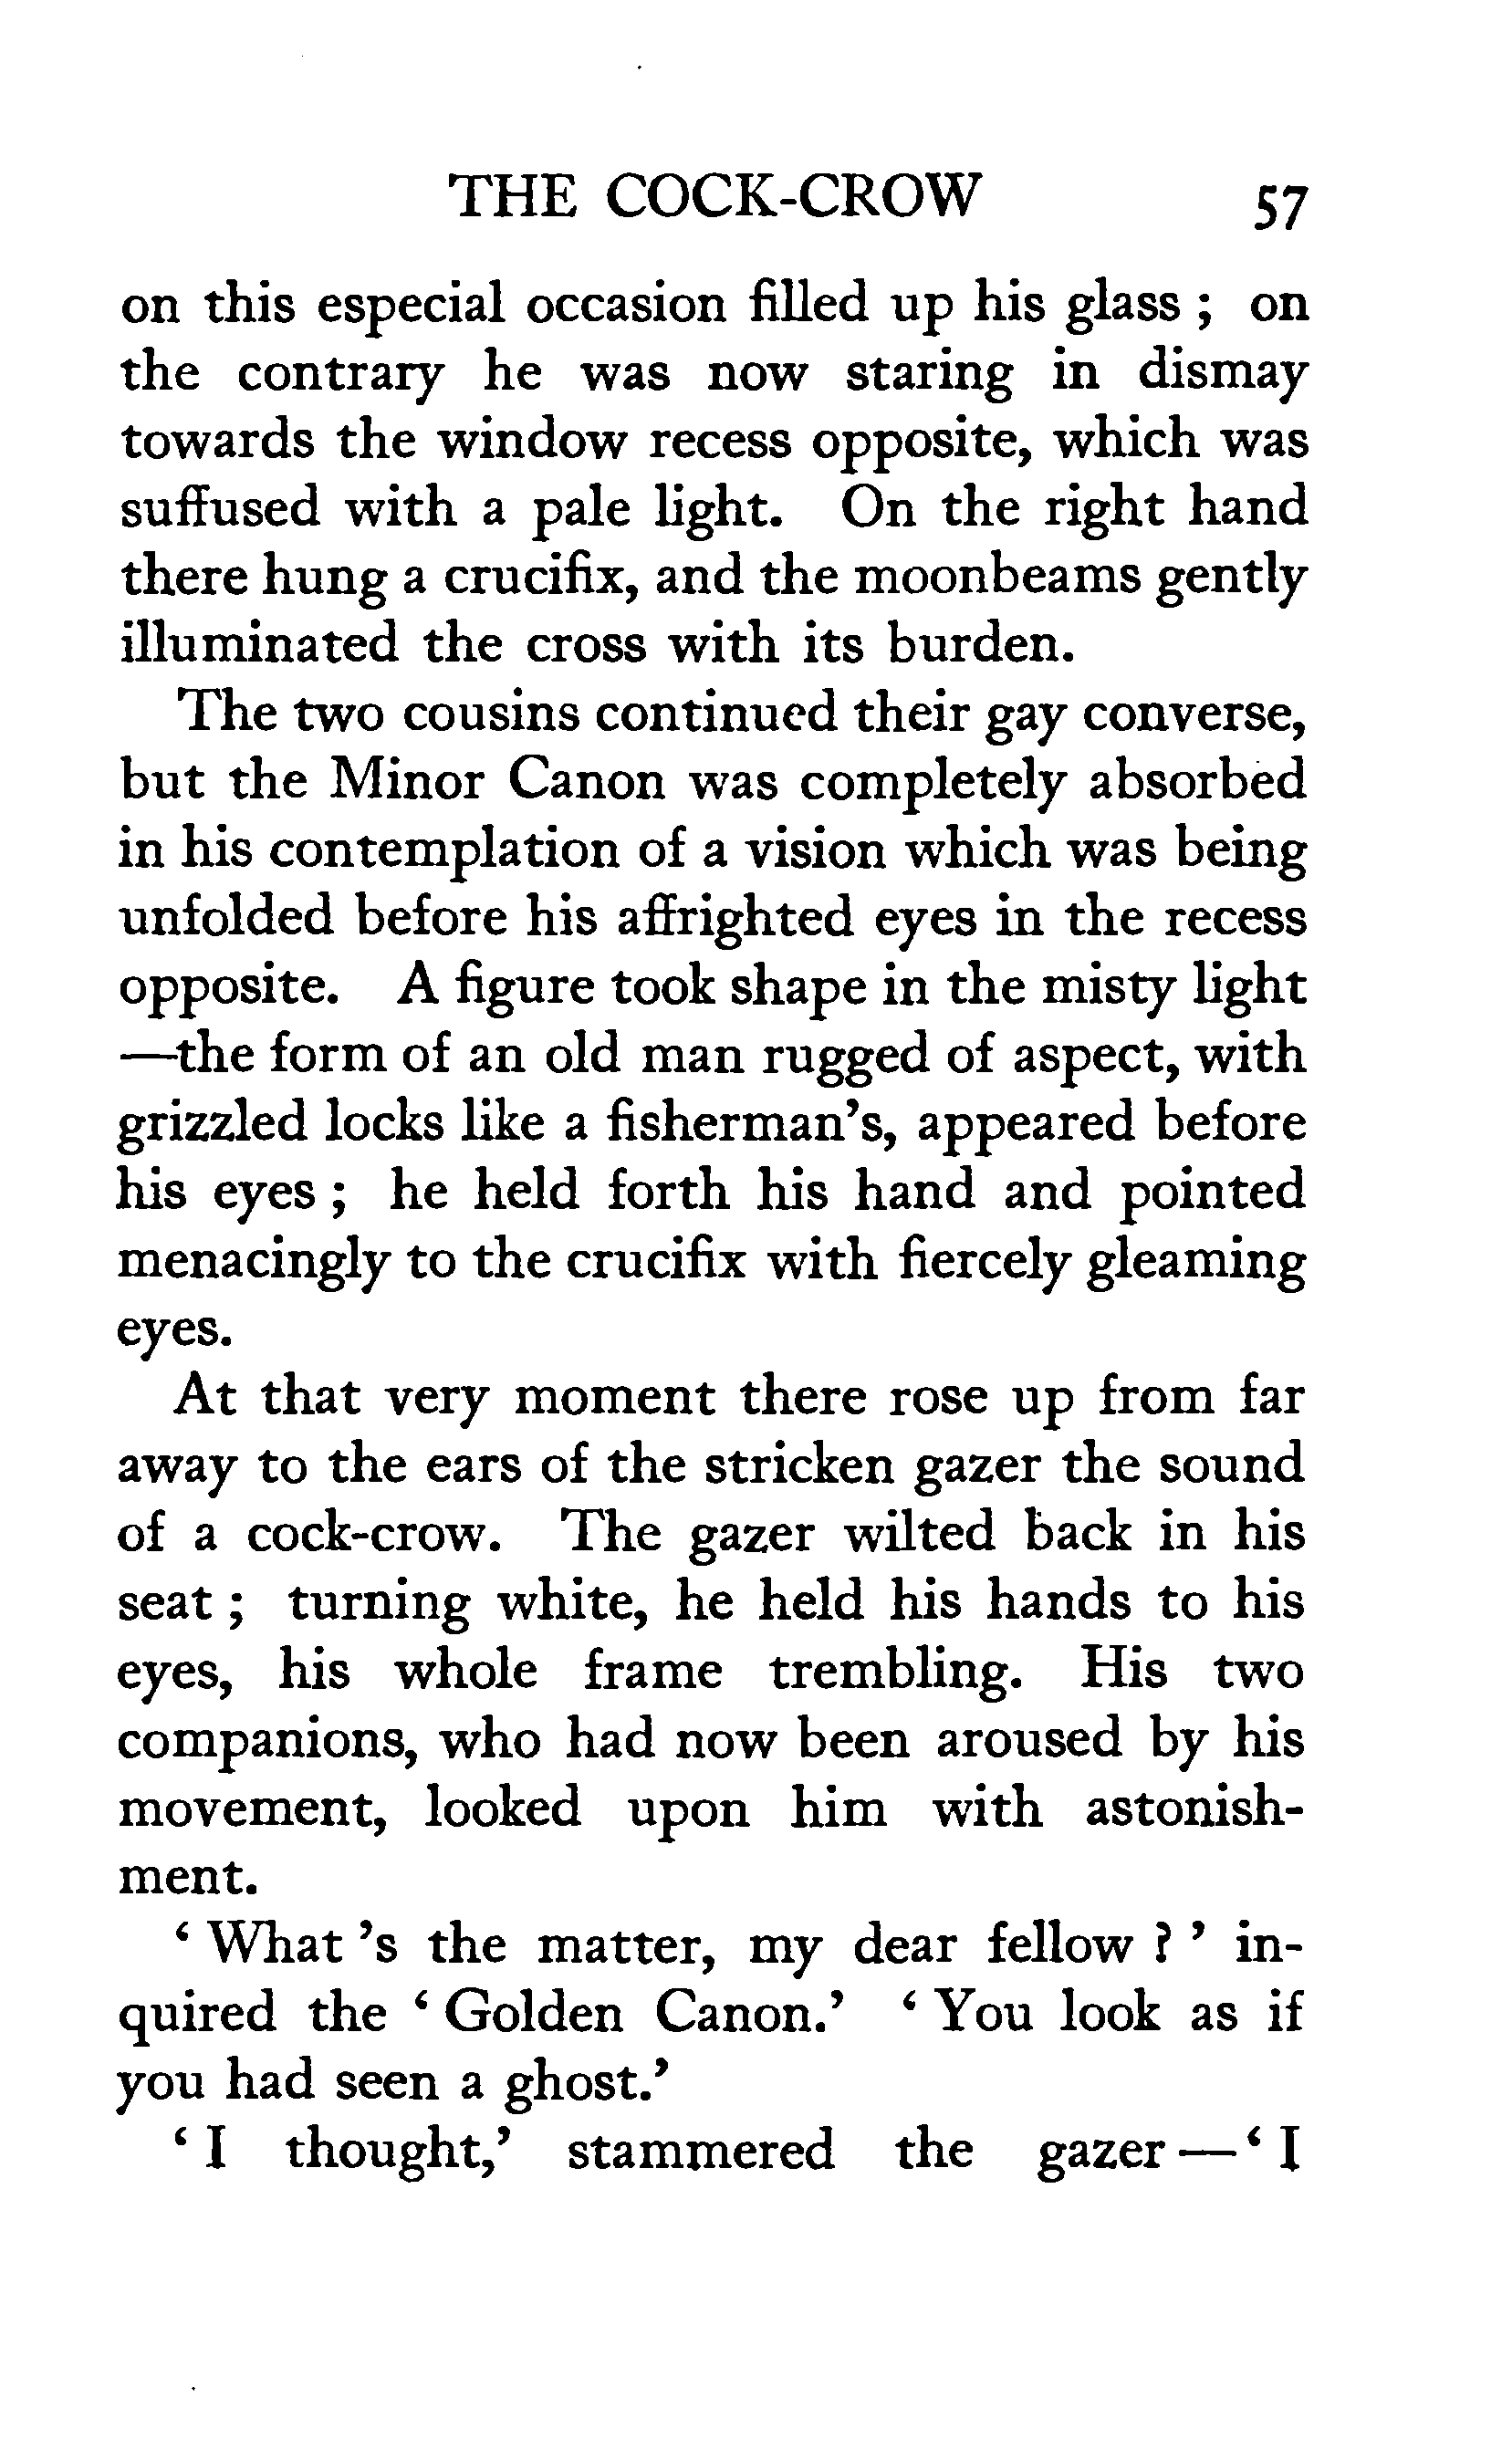 THE COCK-CROW 57
on this especial occasion filled up his glass ; on
the contrary he was now staring in dismay
towards the window recess opposite, which was
suffused with a pale light. On the right hand
there hung a crucifix, and the moonbeams gently
illuminated the cross with its burden.
The two cousins continued their gay converse,
but the Minor Canon was completely absorbed
in his contemplation of a vision which was being
unfolded before his affrighted eyes in the recess
opposite. A figure took shape in the misty light
—the form of an old man rugged of aspect, with
grizzled locks like a fisherman's, appeared before
his eyes ; he held forth his hand and pointed
menacingly to the crucifix with fiercely gleaming
eyes.
At that very moment there rose up from far
away to the ears of the stricken gazer the sound
of a cock-crow. The gazer wilted back in his
seat ; turning white, he held his hands to his
eyes, his whole frame trembling. His two
companions, who had now been aroused by his
movement, looked upon him with astonish-
ment.
‘ What 's the matter, my dear fellow ? ’ in-
quired the ‘ Golden Canon.’ ‘ You look as if
you had seen a ghost.’
‘ I thought,’ stammered the gazer — ‘ I